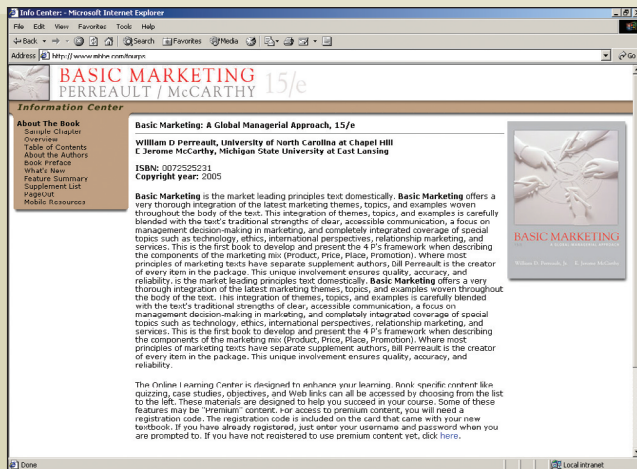 Info Center: - Microsoft Internet Explorer
File Edit View Favorites Tools Help
Back Search Favorites Media
Address http://www.mhhe.com/fourps Go
BASIC MARKETING
PERREAULT / McCARTHY 15/e
Information Center
About The Book
Sample Chapter
Overview
Table of Contents
About the Authors
Book Preface
What's New
Feature Summary
Supplement List
PageOut
Mobile Resources
Basic Marketing: A Global Managerial Approach, 15/e
William D Perreault, University of North Carolina at Chapel Hill
E Jerome McCarthy, Michigan State University at East Lansing
ISBN: 0072525231
Copyright year: 2005
Basic Marketing is the market leading principles text domestically. Basic Marketing offers a
very thorough integration of the latest marketing themes, topics, and examples woven
throughout the body of the text. This integration of themes, topics, and examples is carefully
blended with the text's traditional strengths of clear, accessible communication, a focus on
management decision-making in marketing, and completely integrated coverage of special
topics such as technology, ethics, international perspectives, relationship marketing, and
services. This is the first book to develop and present the 4 P's framework when describing
the components of the marketing mix (Product, Price, Place, Promotion). Where most
principles of marketing texts have separate supplement authors, Bill Perreault is the creator
of every item in the package. This unique involvement ensures quality, accuracy, and
reliability. is the market leading principles text domestically. Basic Marketing offers a very
thorough integration of the latest marketing themes, topics, and examples woven throughout
the body of the text. This integration of themes, topics, and examples is carefully blended
with the text's traditional strengths of clear, accessible communication, a focus on
management decision-making in marketing, and completely integrated coverage of special
topics such as technology, ethics, international perspectives, relationship marketing, and
services. This is the first book to develop and present the 4 P's framework when describing
the components of the marketing mix (Product, Price, Place, Promotion). Where most
principles of marketing texts have separate supplement authors, Bill Perreault is the creator
of every item in the package. This unique involvement ensures quality, accuracy, and
reliability.
The Online Learning Center is designed to enhance your learning. Book specific content like
quizzing, case studies, objectives, and Web links can all be accessed by choosing from the list
to the left. These materials are designed to help you succeed in your course. Some of these
features may be "Premium" content. For access to premium content, you will need a
registration code. The registration code is included on the card that came with your new
textbook. If you have already registered, just enter your username and password when you
are prompted to. If you have not registered to use premium content yet, click here.
BASIC MARKETING
A GLOBAL MANAGERIAL APPROACH
William D. Perreault, Jr. E. Jerome McCarthy
Done Local intranet